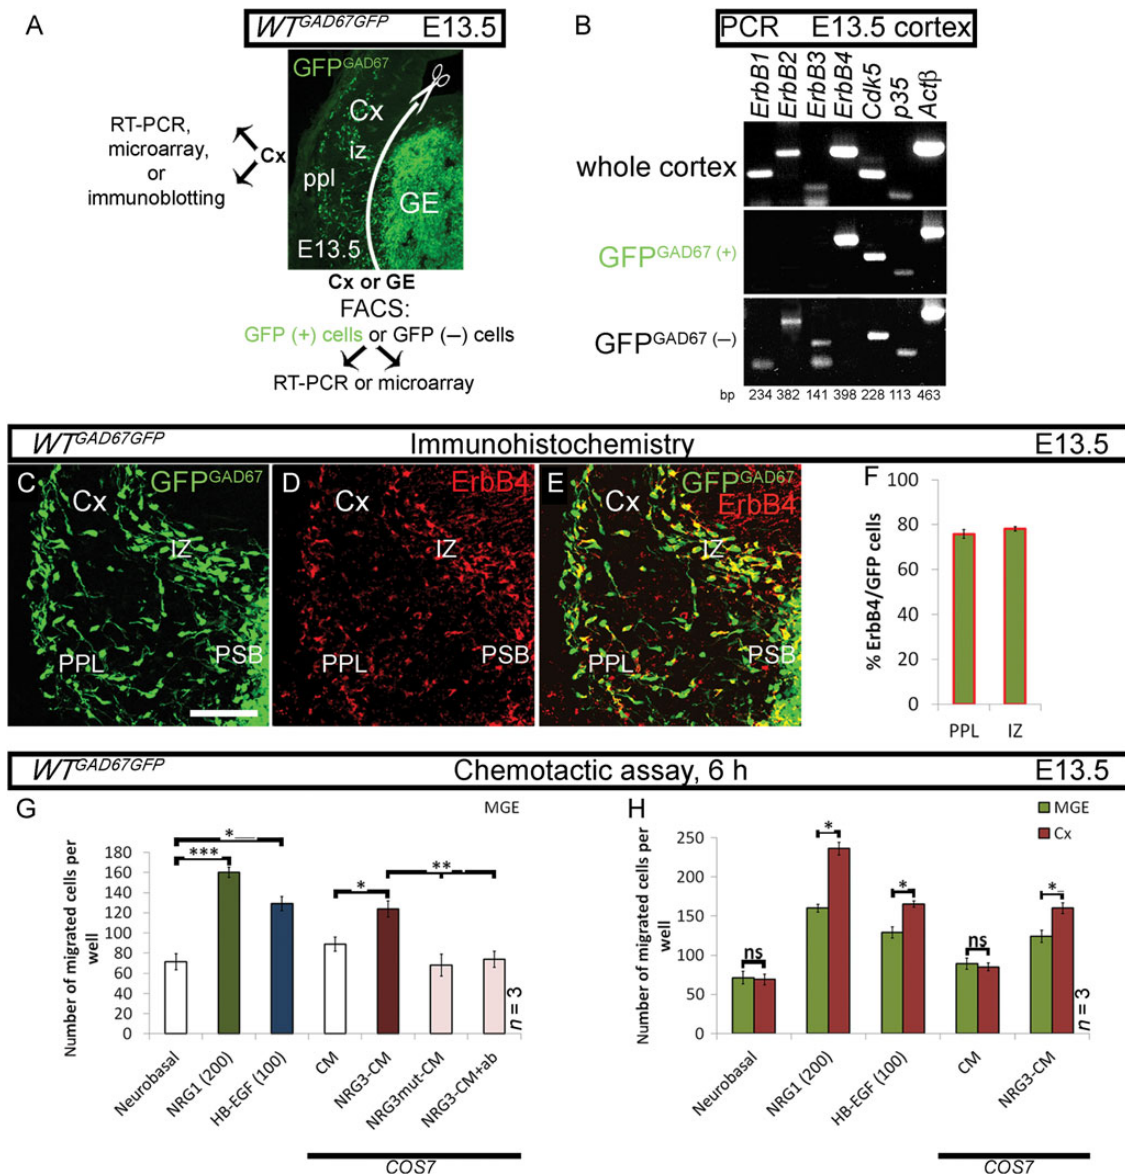 A
WT^GAD67GFP E13.5
GFP^GAD67
Cx
iz
ppl
GE
E13.5
RT-PCR,
microarray,
or
immunoblotting
Cx
Cx or GE
FACS:
GFP (+) cells or GFP (—) cells
RT-PCR or microarray
B
PCR E13.5 cortex
ErbB1 ErbB2 ErbB3 ErbB4 Cdk5 p35 Actβ
whole cortex
GFP^GAD67 (+)
GFP^GAD67 (—)
bp 234 382 141 398 228 113 463
WT^GAD67GFP Immunohistochemistry E13.5
C GFP^GAD67
Cx
IZ
PPL PSB
D ErbB4
Cx
IZ
PPL PSB
E GFP^GAD67
ErbB4
Cx
IZ
PPL PSB
F
% ErbB4/GFP cells
100
80
60
40
20
0
PPL IZ
WT^GAD67GFP Chemotactic assay, 6 h E13.5
G
MGE
Number of migrated cells per
well
180
160
140
120
100
80
60
40
20
0
*
***
*
**
n = 3
Neurobasal
NRG1 (200)
HB-EGF (100)
CM
NRG3-CM
NRG3mut-CM
NRG3-CM+ab
COS7
H
MGE
Cx
Number of migrated cells per
well
250
200
150
100
50
0
ns
*
*
ns
*
n = 3
Neurobasal
NRG1 (200)
HB-EGF (100)
CM
NRG3-CM
COS7